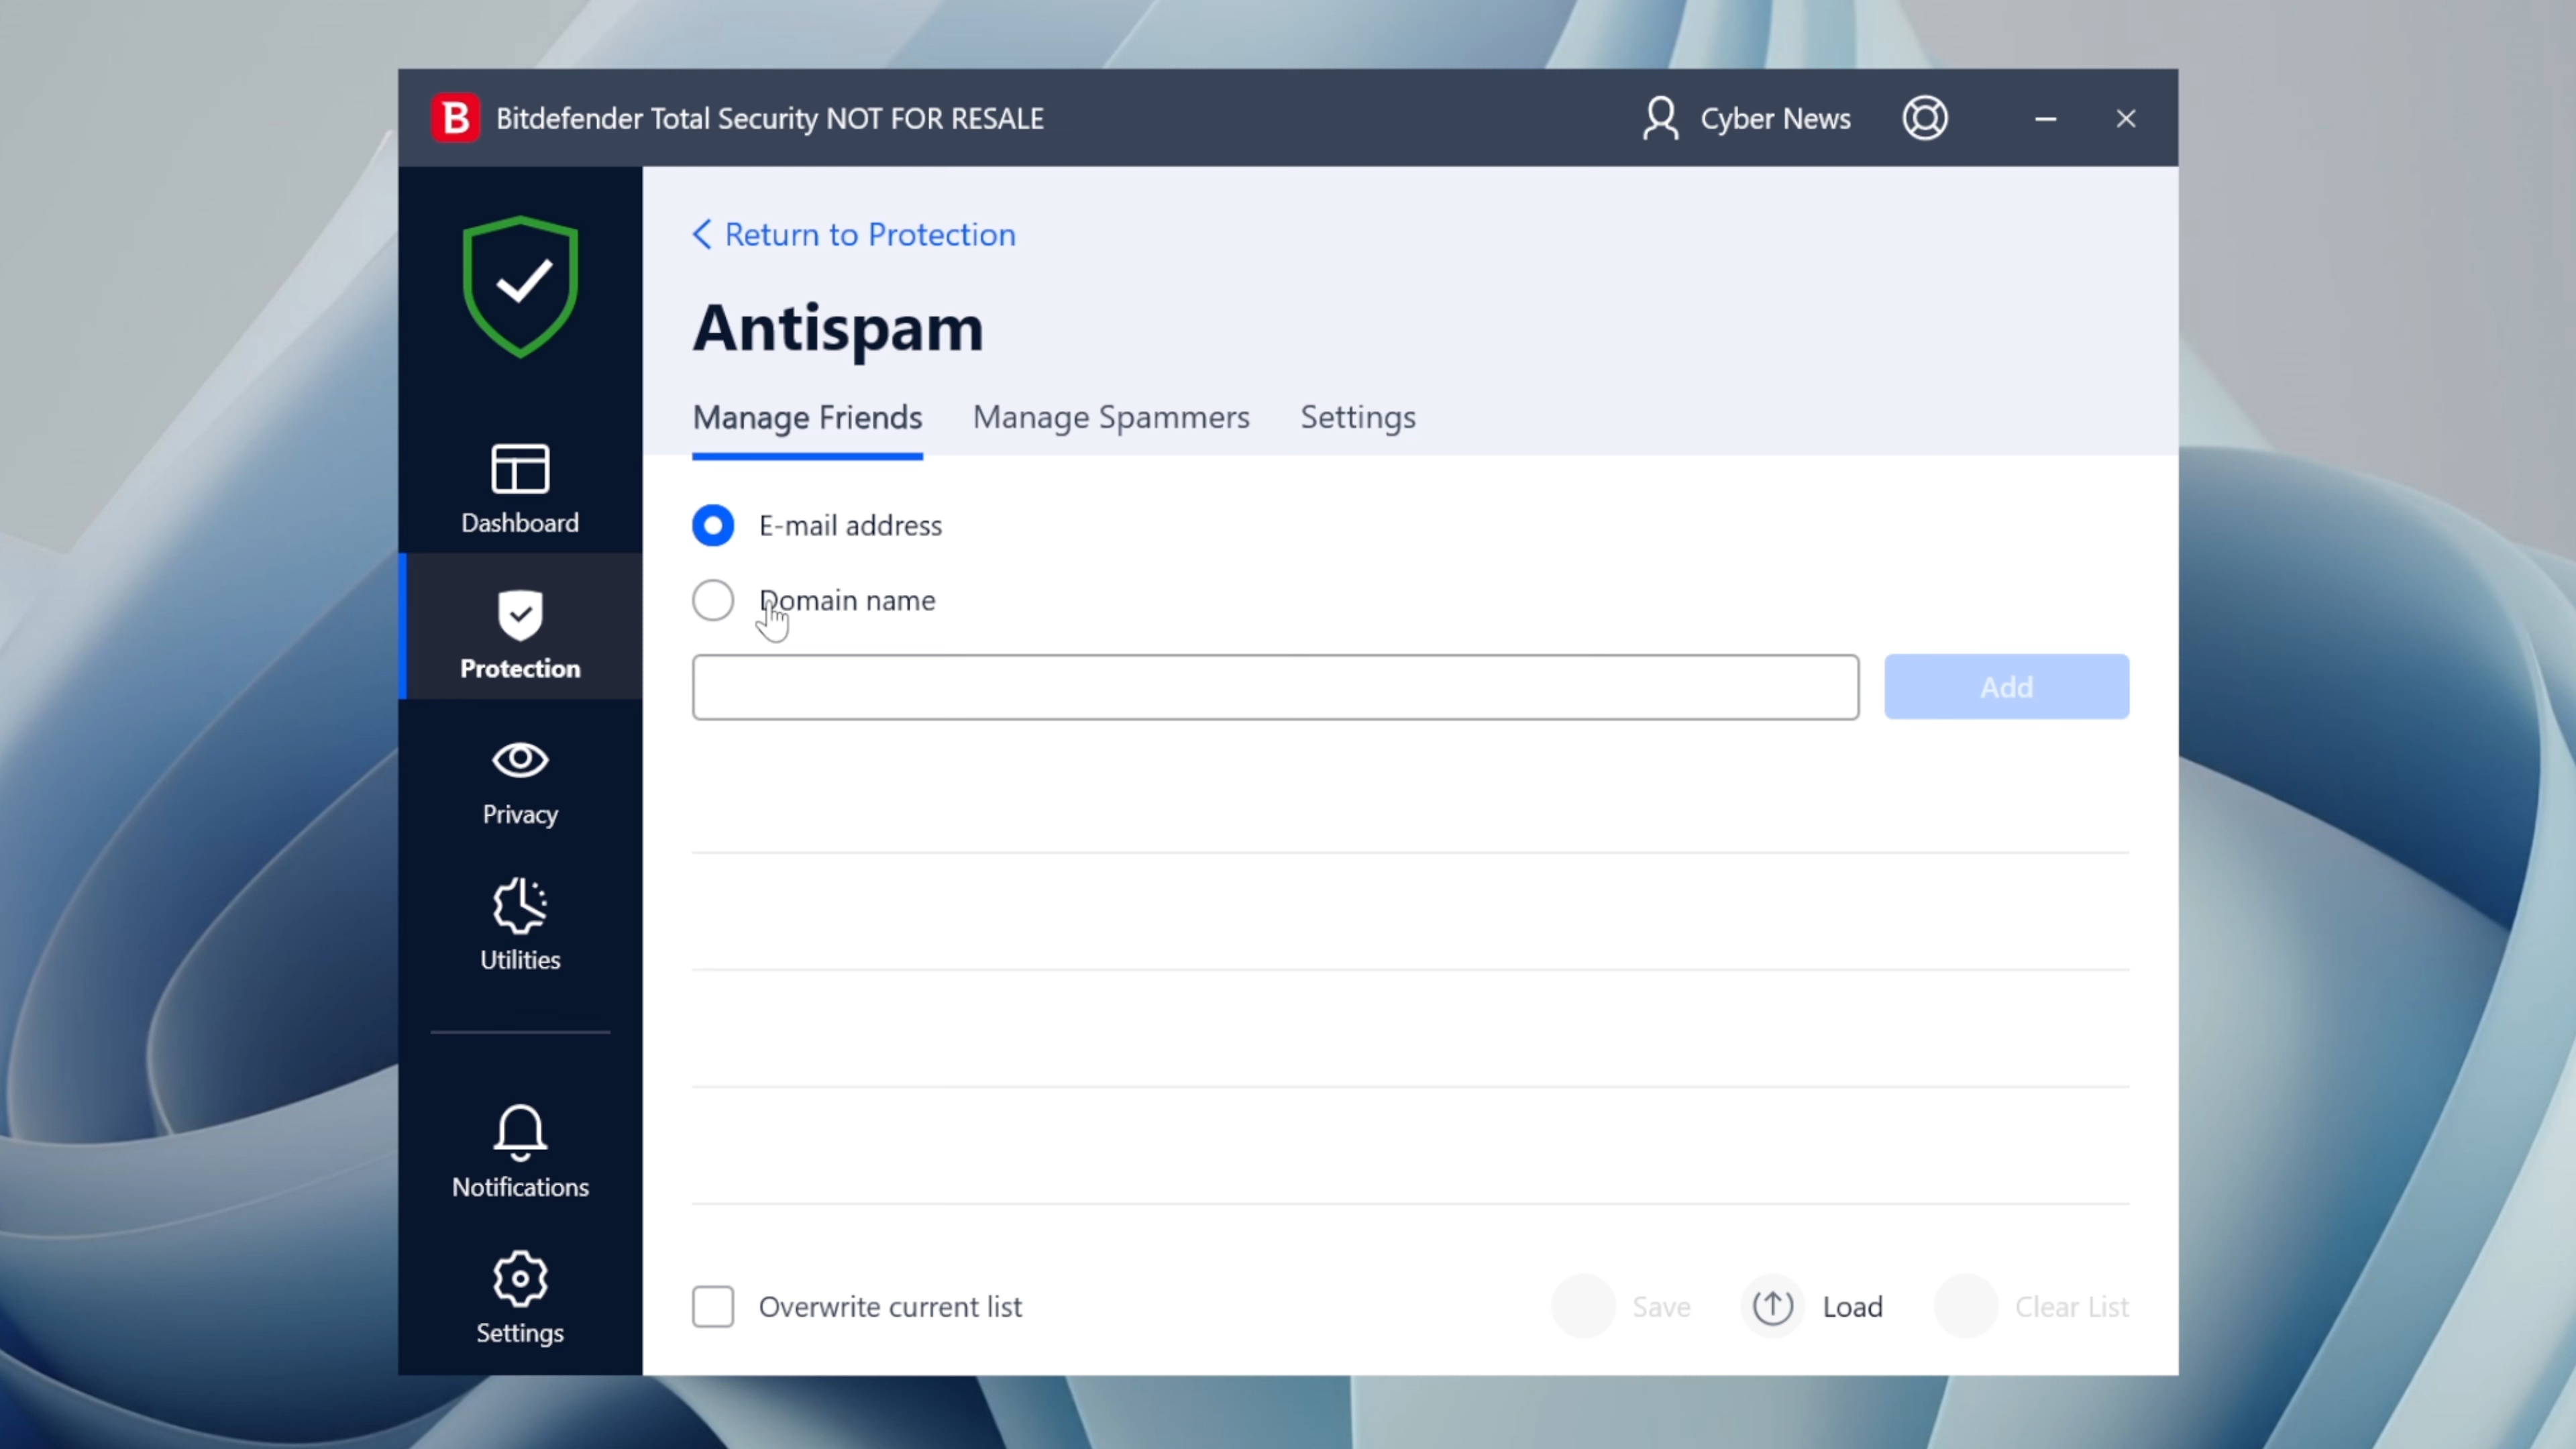 B Bitdefender Total Security NOT FOR RESALE Cyber News
Return to Protection
Antispam
Manage Friends Manage Spammers Settings
E-mail address
Domain name
Add
Dashboard
Protection
Privacy
Utilities
Notifications
Settings
Overwrite current list Save Load Clear List